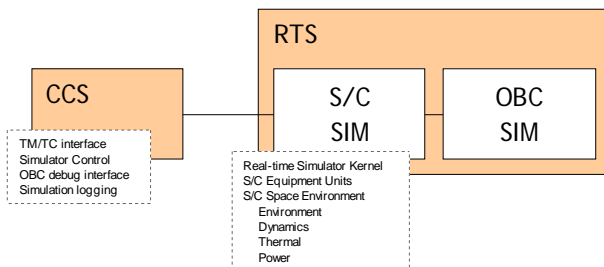 RTS
CCS
S/C
SIM
OBC
SIM
TM/TC interface
Simulator Control
OBC debug interface
Simulation logging
Real-time Simulator Kernel
S/C Equipment Units
S/C Space Environment
Environment
Dynamics
Thermal
Power